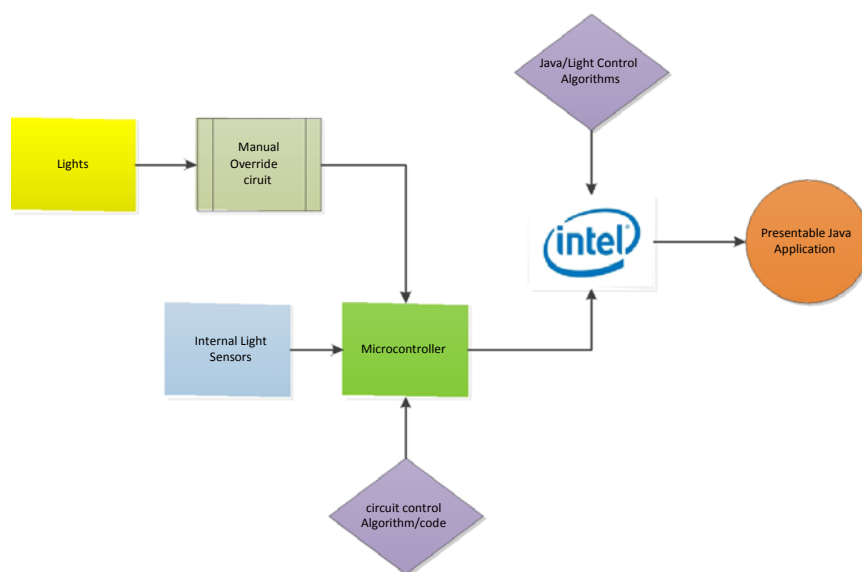 Java/Light Control
Algorithms
Lights
Manual
Override
ciruit
intel
Presentable Java
Application
Internal Light
Sensors
Microcontroller
circuit control
Algorithm/code